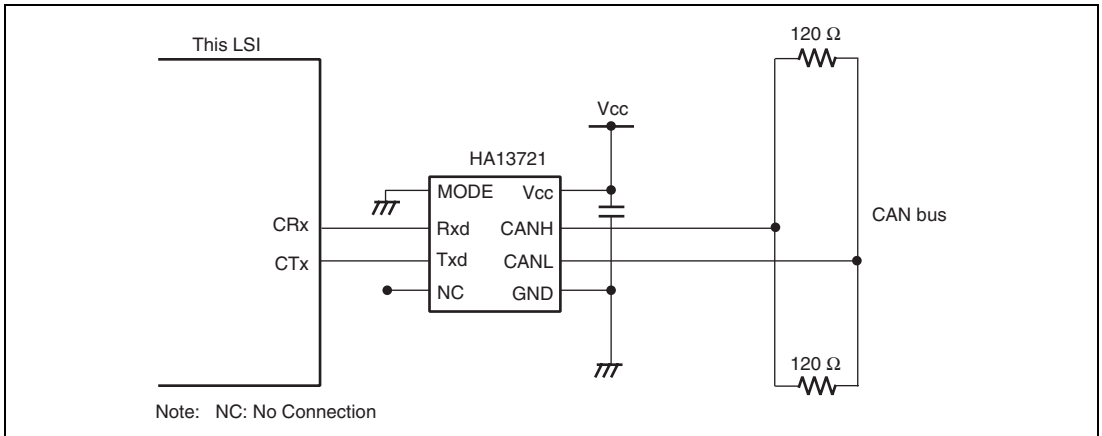 120 Ω
This LSI
Vcc
HA13721
MODE Vcc
CAN bus
CRx Rxd CANH
CTx Txd CANL
NC GND
120 Ω
Note: NC: No Connection